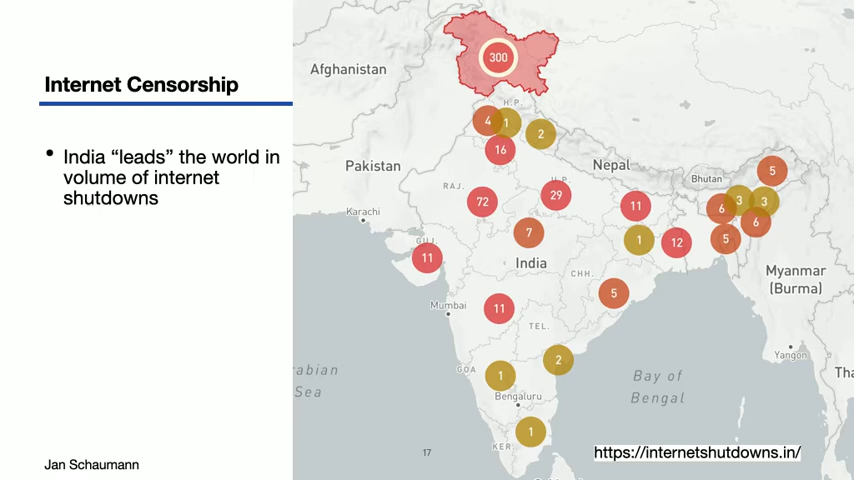 Internet Censorship
• India “leads” the world in
volume of internet
shutdowns
Jan Schaumann
300
Afghanistan
H.P.
4
1
2
16
Pakistan
Nepal
Bhutan
5
RAJ.
U.P.
72
29
11
6
3
3
6
Karachi
7
1
12
5
GUJ.
11
India
Myanmar
(Burma)
CHH.
5
Mumbai
11
TEL.
Yangon
Tha
GOA
1
2
rabian
Sea
Bay of
Bengal
Bengaluru
1
KER.
17
https://internetshutdowns.in/